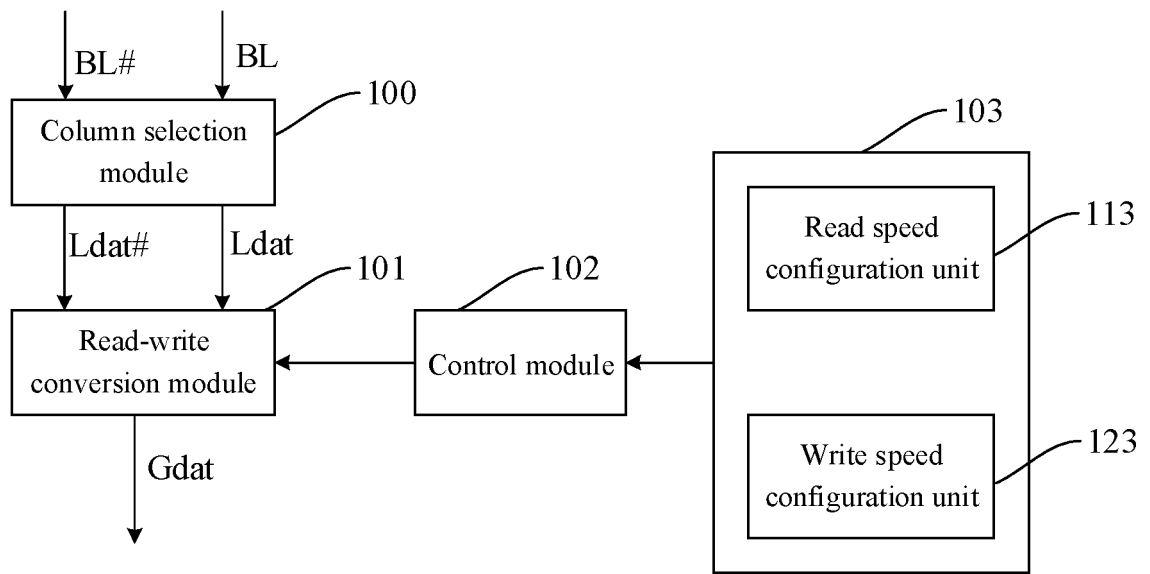 BL#
BL
Column selection
module
100
Ldat#
Ldat
Read-write
conversion module
101
Gdat
Control module
102
103
Read speed
configuration unit
113
Write speed
configuration unit
123